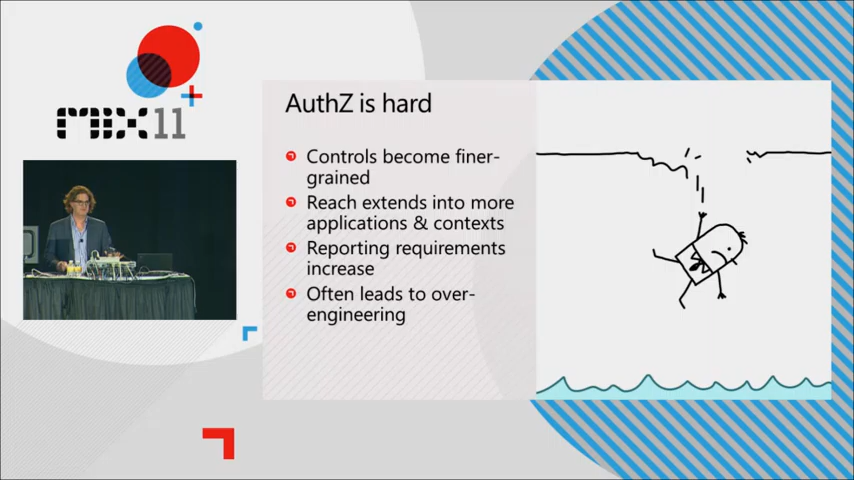 MIX11
AuthZ is hard
Controls become finer-
grained
Reach extends into more
applications & contexts
Reporting requirements
increase
Often leads to over-
engineering